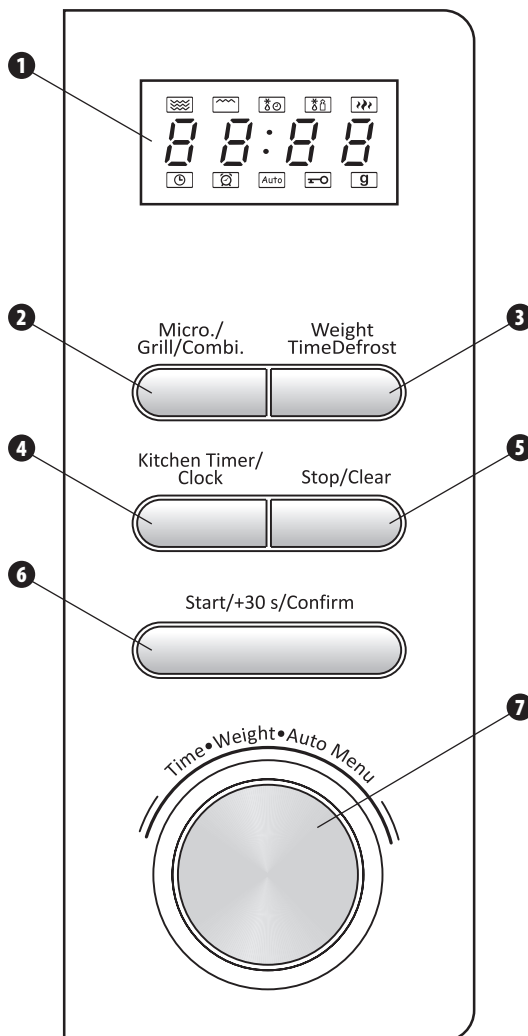 1
88:88
Auto
g
2
Micro./
Grill/Combi.
Weight
TimeDefrost
3
4
Kitchen Timer/
Clock
Stop/Clear
5
6
Start/+30 s/Confirm
7
Time•Weight•Auto Menu